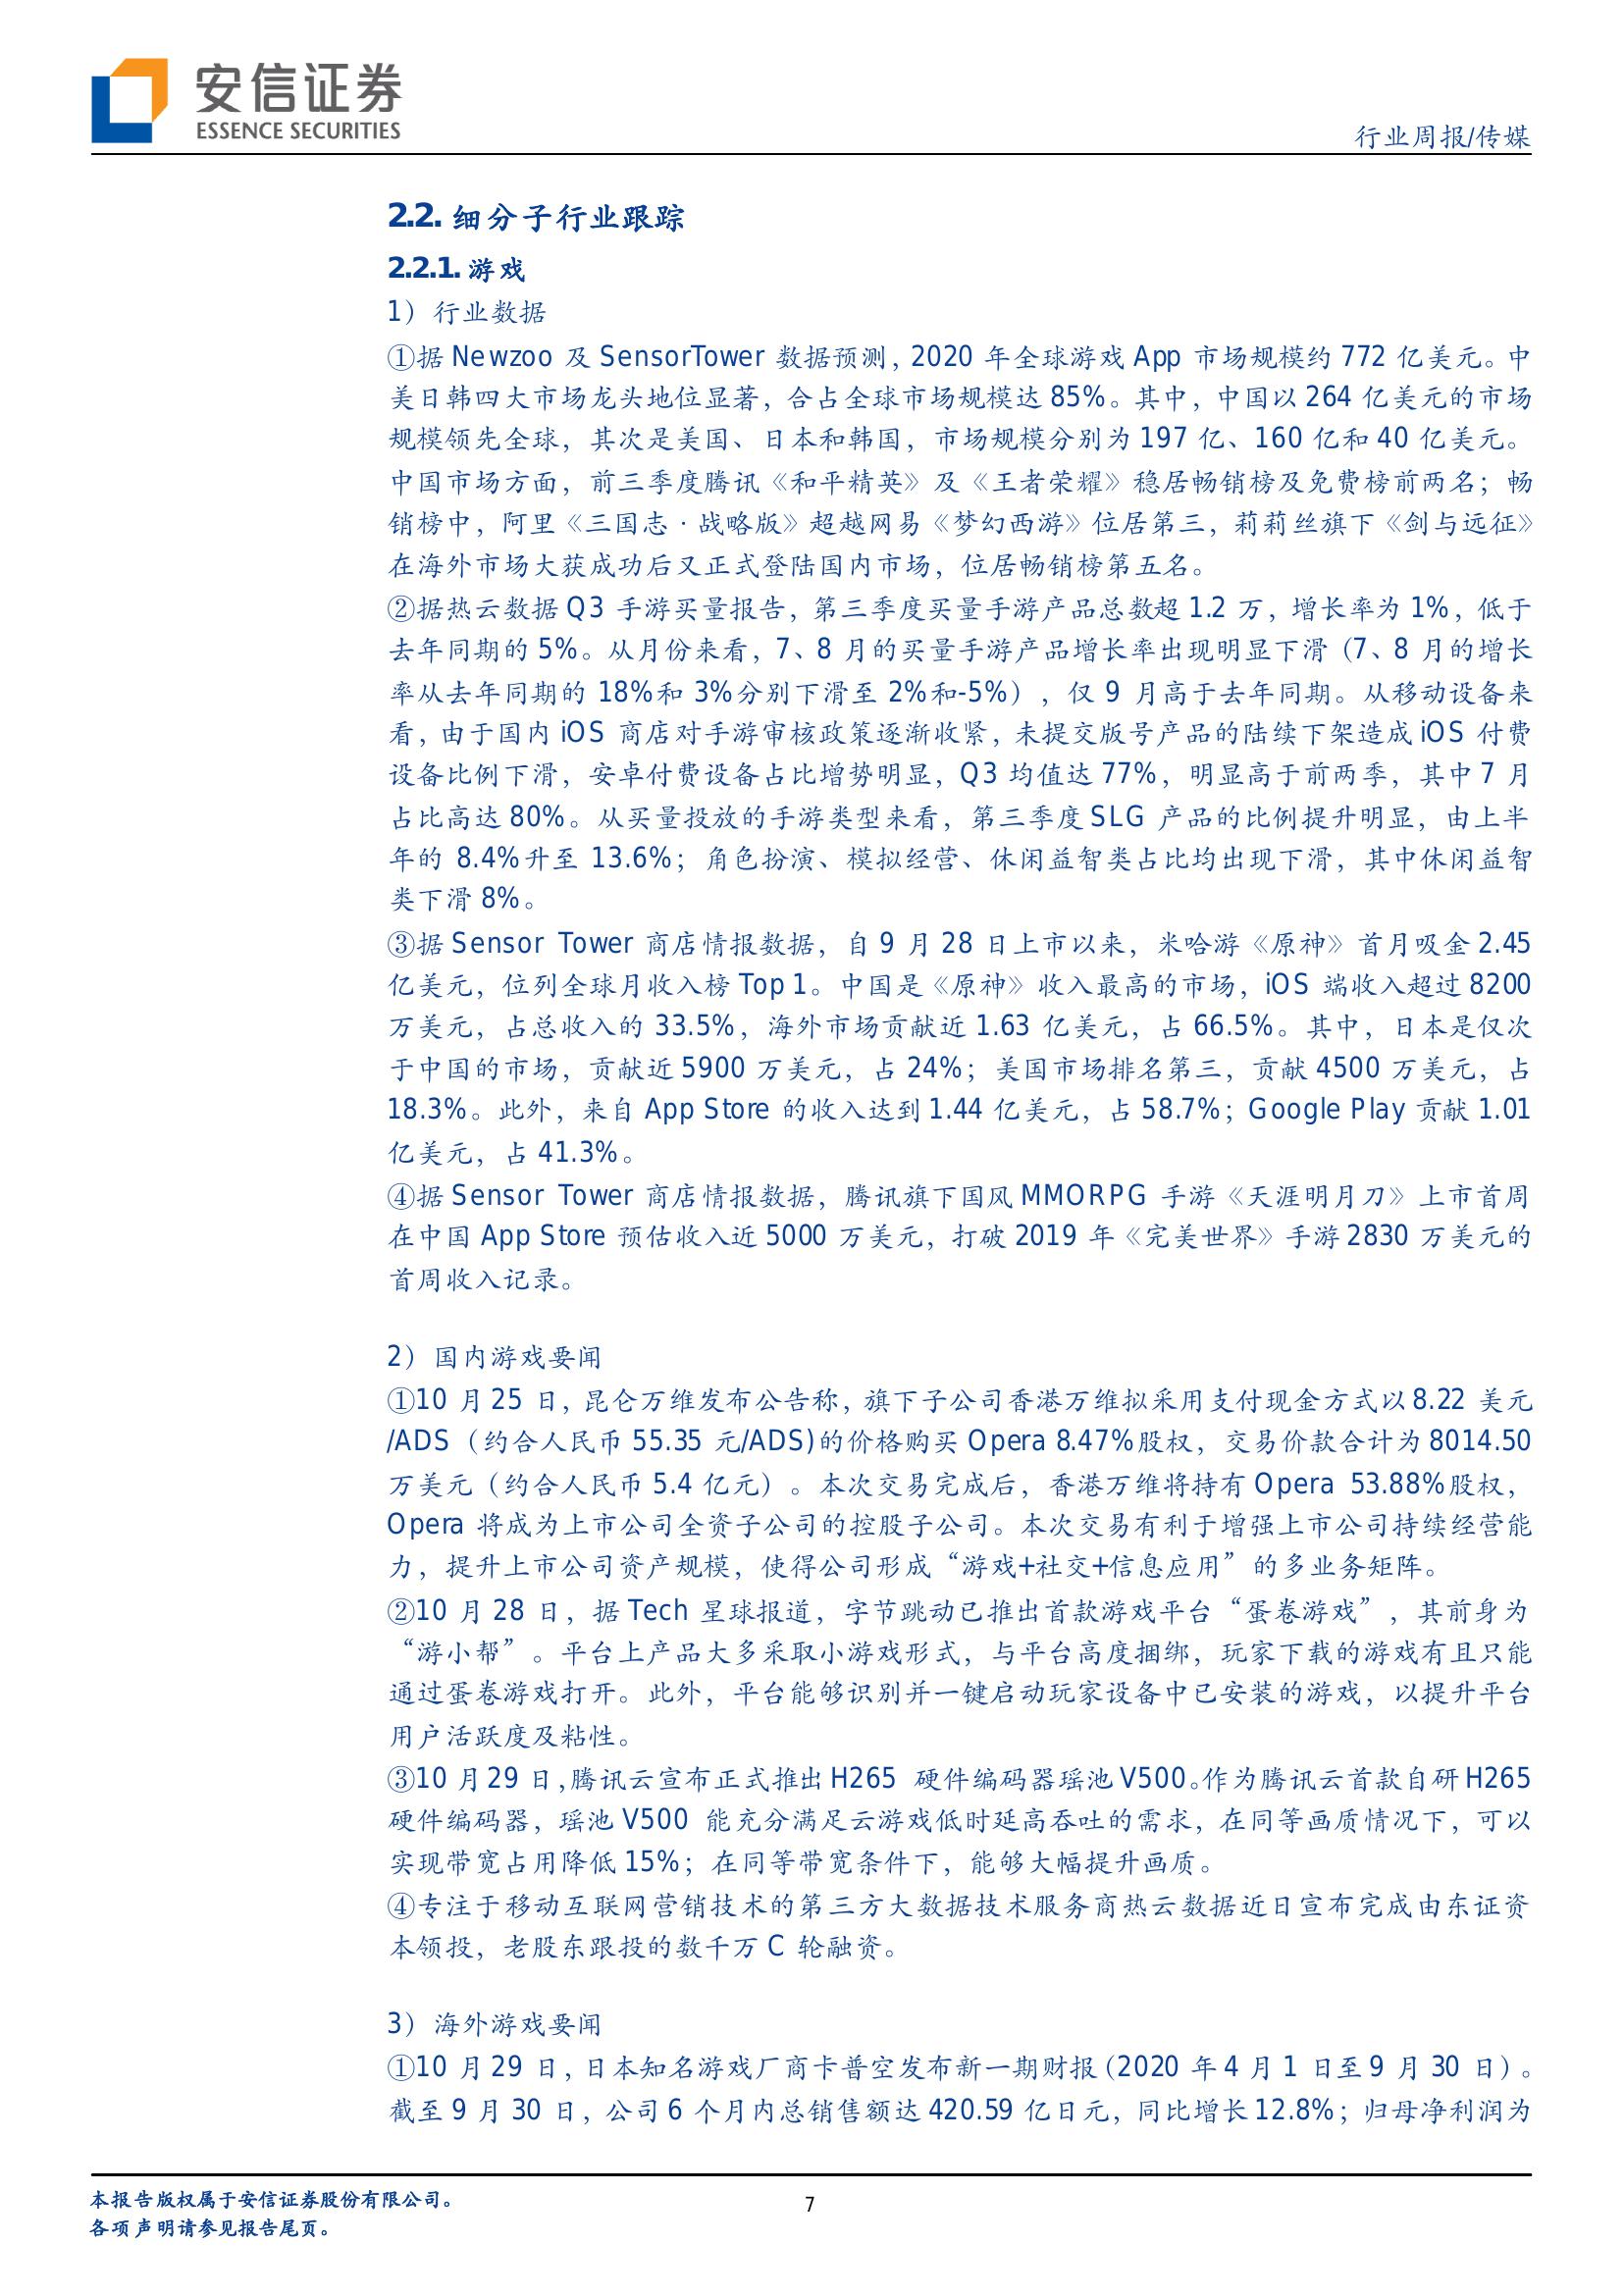 安信证券
ESSENCE SECURITIES
行业周报/传媒
2.2. 细分子行业跟踪
2.2.1. 游戏
1）行业数据
①据 Newzoo 及 SensorTower 数据预测，2020 年全球游戏 App 市场规模约 772 亿美元。中
美日韩四大市场龙头地位显著，合占全球市场规模达 85%。其中，中国以 264 亿美元的市场
规模领先全球，其次是美国、日本和韩国，市场规模分别为 197 亿、160 亿和 40 亿美元。
中国市场方面，前三季度腾讯《和平精英》及《王者荣耀》稳居畅销榜及免费榜前两名；畅
销榜中，阿里《三国志·战略版》超越网易《梦幻西游》位居第三，莉莉丝旗下《剑与远征》
在海外市场大获成功后又正式登陆国内市场，位居畅销榜第五名。
②据热云数据 Q3 手游买量报告，第三季度买量手游产品总数超 1.2 万，增长率为 1%，低于
去年同期的 5%。从月份来看，7、8 月的买量手游产品增长率出现明显下滑（7、8 月的增长
率从去年同期的 18%和 3%分别下滑至 2%和-5%），仅 9 月高于去年同期。从移动设备来
看，由于国内 iOS 商店对手游审核政策逐渐收紧，未提交版号产品的陆续下架造成 iOS 付费
设备比例下滑，安卓付费设备占比增势明显，Q3 均值达 77%，明显高于前两季，其中 7 月
占比高达 80%。从买量投放的手游类型来看，第三季度 SLG 产品的比例提升明显，由上半
年的 8.4%升至 13.6%；角色扮演、模拟经营、休闲益智类占比均出现下滑，其中休闲益智
类下滑 8%。
③据 Sensor Tower 商店情报数据，自 9 月 28 日上市以来，米哈游《原神》首月吸金 2.45
亿美元，位列全球月收入榜 Top 1。中国是《原神》收入最高的市场，iOS 端收入超过 8200
万美元，占总收入的 33.5%，海外市场贡献近 1.63 亿美元，占 66.5%。其中，日本是仅次
于中国的市场，贡献近 5900 万美元，占 24%；美国市场排名第三，贡献 4500 万美元，占
18.3%。此外，来自 App Store 的收入达到 1.44 亿美元，占 58.7%；Google Play 贡献 1.01
亿美元，占 41.3%。
④据 Sensor Tower 商店情报数据，腾讯旗下国风 MMORPG 手游《天涯明月刀》上市首周
在中国 App Store 预估收入近 5000 万美元，打破 2019 年《完美世界》手游 2830 万美元的
首周收入记录。
2）国内游戏要闻
①10 月 25 日，昆仑万维发布公告称，旗下子公司香港万维拟采用支付现金方式以 8.22 美元
/ADS（约合人民币 55.35 元/ADS)的价格购买 Opera 8.47%股权，交易价款合计为 8014.50
万美元（约合人民币 5.4 亿元）。本次交易完成后，香港万维将持有 Opera 53.88%股权，
Opera 将成为上市公司全资子公司的控股子公司。本次交易有利于增强上市公司持续经营能
力，提升上市公司资产规模，使得公司形成“游戏+社交+信息应用”的多业务矩阵。
②10 月 28 日，据 Tech 星球报道，字节跳动已推出首款游戏平台“蛋卷游戏”，其前身为
“游小帮”。平台上产品大多采取小游戏形式，与平台高度捆绑，玩家下载的游戏有且只能
通过蛋卷游戏打开。此外，平台能够识别并一键启动玩家设备中已安装的游戏，以提升平台
用户活跃度及粘性。
③10 月 29 日，腾讯云宣布正式推出 H265 硬件编码器瑶池 V500。作为腾讯云首款自研 H265
硬件编码器，瑶池 V500 能充分满足云游戏低时延高吞吐的需求，在同等画质情况下，可以
实现带宽占用降低 15%；在同等带宽条件下，能够大幅提升画质。
④专注于移动互联网营销技术的第三方大数据技术服务商热云数据近日宣布完成由东证资
本领投，老股东跟投的数千万 C 轮融资。
3）海外游戏要闻
①10 月 29 日，日本知名游戏厂商卡普空发布新一期财报（2020 年 4 月 1 日至 9 月 30 日）。
截至 9 月 30 日，公司 6 个月内总销售额达 420.59 亿日元，同比增长 12.8%；归母净利润为
本报告版权属于安信证券股份有限公司。
各项声明请参见报告尾页。
7